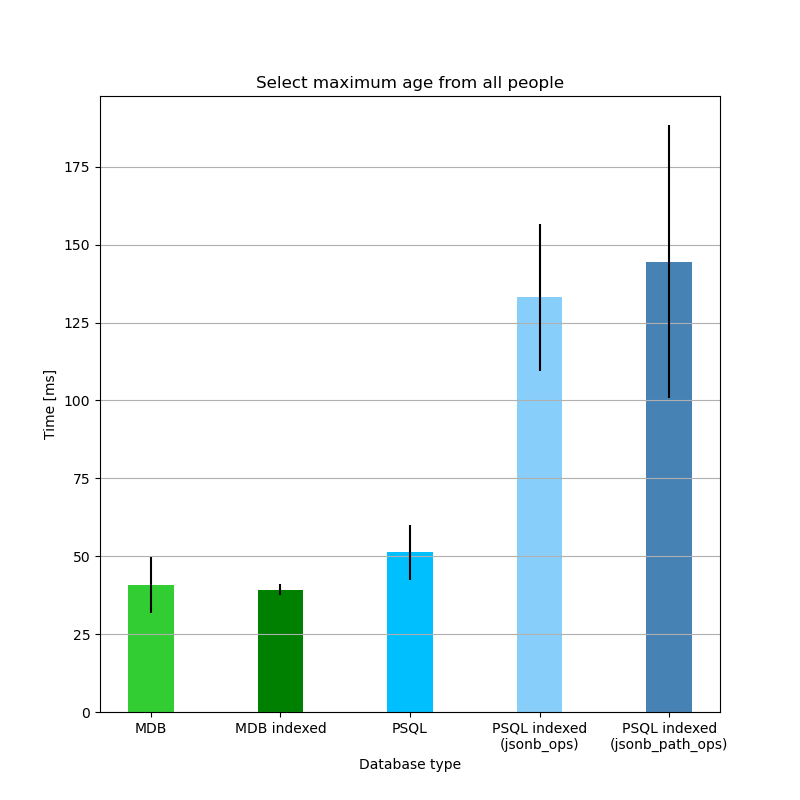 Select maximum age from all people
Time [ms]
175
150
125
100
75
50
25
0
MDB
MDB indexed
PSQL
PSQL indexed
(jsonb_ops)
PSQL indexed
(jsonb_path_ops)
Database type